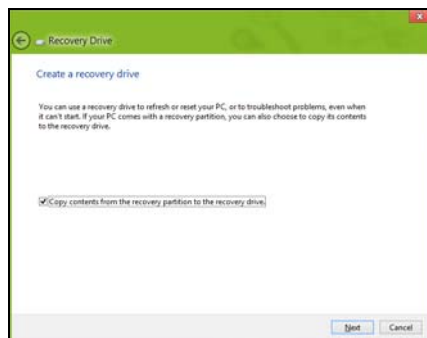 Recovery Drive
Create a recovery drive
You can use a recovery drive to refresh or reset your PC, or to troubleshoot problems, even when
it can't start. If your PC comes with a recovery partition, you can also choose to copy its contents
to the recovery drive.
Copy contents from the recovery partition to the recovery drive.
Next Cancel